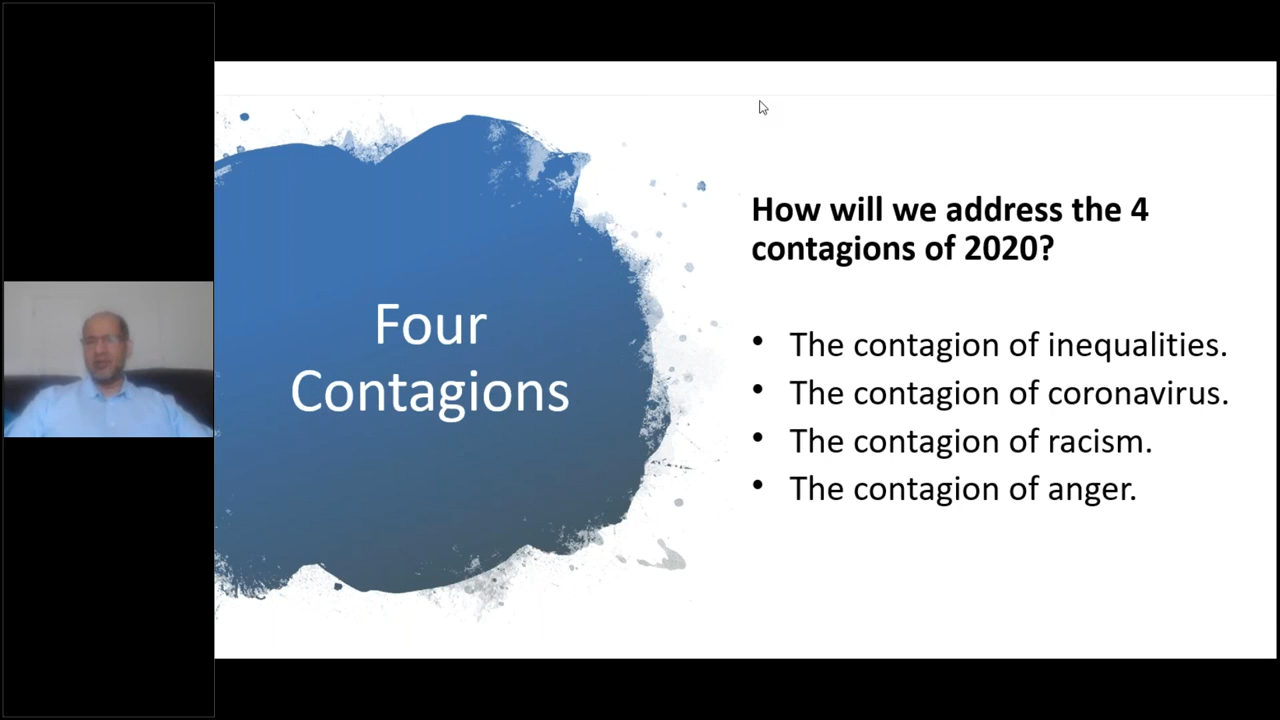 Four
Contagions
How will we address the 4
contagions of 2020?
• The contagion of inequalities.
• The contagion of coronavirus.
• The contagion of racism.
• The contagion of anger.